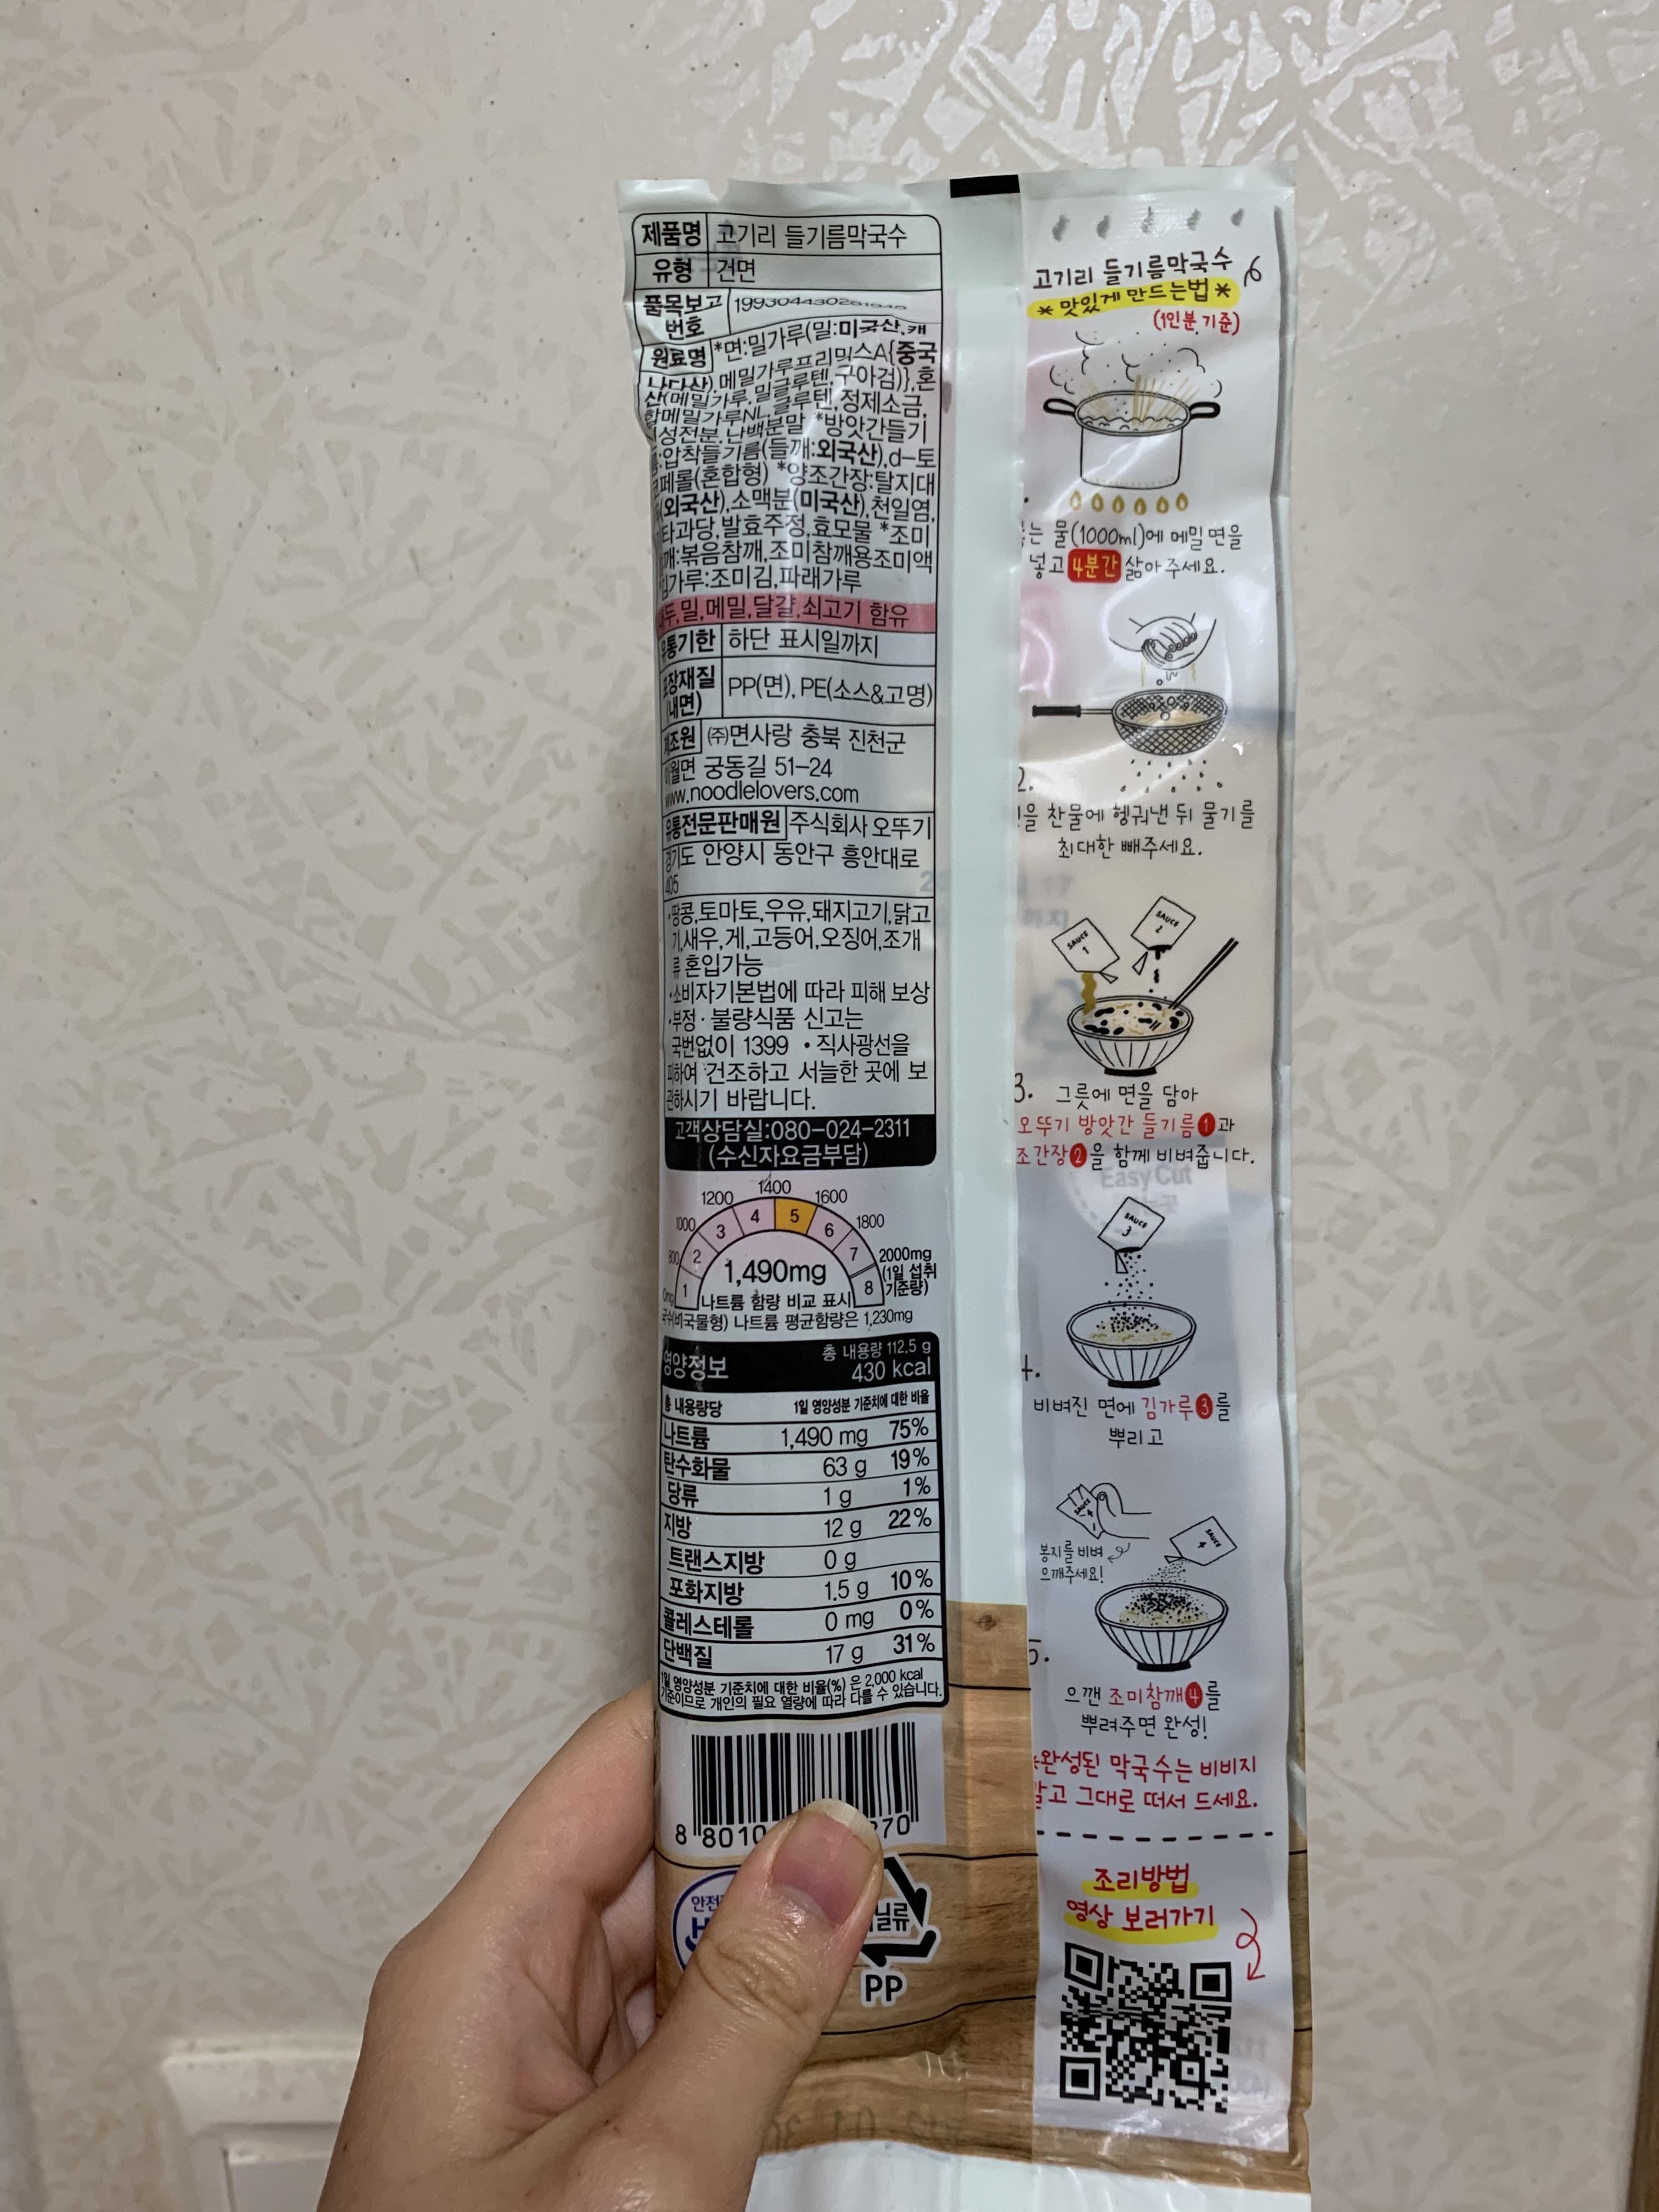 제품명 고기리 들기름막국수
유형 건면
품목보고
번호
원료명 *면:밀가루(밀:미국산,캐
나다산),메밀가루프리믹스A{중국
산(메밀가루,밀글루텐,구아검)},혼
합메밀가루NL,글루텐,정제소금,
성전분,난백분말 *방앗간들기
름:압착들기름(들깨:외국산),d-토
페롤(혼합형) *양조간장:탈지대
(외국산),소맥분(미국산),천일염,
타과당,발효주정,효모물 *조미
깨:볶음참깨,조미참깨용조미액
김가루:조미김,파래가루
대두,밀,메밀,달걀,쇠고기 함유
유통기한 하단 표시일까지
포장재질
(내면) PP(면), PE(소스&고명)
제조원 ㈜면사랑 충북 진천군
이월면 궁동길 51-24
www.noodlelovers.com
유통전문판매원 주식회사 오뚜기
경기도 안양시 동안구 흥안대로
405
•땅콩,토마토,우유,돼지고기,닭고
기,새우,게,고등어,오징어,조개
류 혼입가능
•소비자기본법에 따라 피해 보상
•부정·불량식품 신고는
국번없이 1399 • 직사광선을
피하여 건조하고 서늘한 곳에 보
관하시기 바랍니다.
고객상담실:080-024-2311
(수신자요금부담)
0mg 800 1000 1200 1400 1600 1800 2000mg
(1일 섭취
기준량)
1 2 3 4 5 6 7 8
1,490mg
나트륨 함량 비교 표시
국수(비국물형) 나트륨 평균함량은 1,230mg
영양정보 총 내용량 112.5 g
430 kcal
총 내용량당 1일 영양성분 기준치에 대한 비율
나트륨 1,490 mg 75%
탄수화물 63 g 19%
당류 1 g 1%
지방 12 g 22%
트랜스지방 0 g
포화지방 1.5 g 10%
콜레스테롤 0 mg 0%
단백질 17 g 31%
1일 영양성분 기준치에 대한 비율(%)은 2,000 kcal
기준이므로 개인의 필요 열량에 따라 다를 수 있습니다.
8 8010 370
안전
비닐류
PP
고기리 들기름막국수
*맛있게 만드는법*
(1인분 기준)
는 물(1000ml)에 메밀면을
넣고 4분간 삶아주세요.
2.
면을 찬물에 헹궈낸 뒤 물기를
최대한 빼주세요.
SAUCE 1
SAUCE 2
3. 그릇에 면을 담아
오뚜기 방앗간 들기름 1 과
조간장 2 을 함께 비벼줍니다.
Easy Cut
SAUCE 3
4.
비벼진 면에 김가루 3 를
뿌리고
SAUCE 4
봉지를 비벼
으깨주세요!
SAUCE 4
5.
으깬 조미참깨 4 를
뿌려주면 완성!
*완성된 막국수는 비비지
말고 그대로 떠서 드세요.
조리방법
영상 보러가기